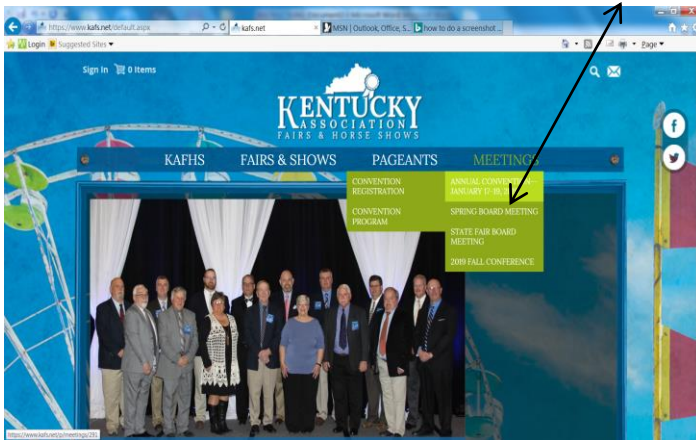 https://www.kafs.net/default.aspx
kafs.net
MSN | Outlook, Office, S...
how to do a screenshot ...
Login
Suggested Sites
Page
Sign In 0 Items
KENTUCKY
ASSOCIATION
FAIRS & HORSE SHOWS
KAFHS FAIRS & SHOWS PAGEANTS MEETINGS
CONVENTION
REGISTRATION
CONVENTION
PROGRAM
ANNUAL CONVENTION—
JANUARY 17-19,
SPRING BOARD MEETING
STATE FAIR BOARD
MEETING
2019 FALL CONFERENCE
https://www.kafs.net/p/meetings/291